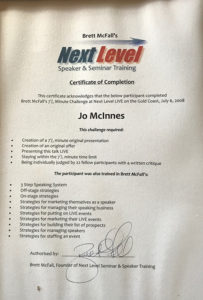 Brett McFall's
Next Level
Speaker & Seminar Training
Certificate of Completion
This certificate acknowledges that the below participant completed
Brett McFall's 7½ Minute Challenge at Next Level LIVE on the Gold Coast, July 8, 2008
Jo McInnes
This challenge required:
Creation of a 7½ minute original presentation
Creation of an original offer
Presenting this talk LIVE
Staying within the 7½ minute time limit
Being individually judged by 22 fellow participants with a written critique
The participant was also trained in Brett McFall's:
3 Step Speaking System
Off-stage strategies
On-stage strategies
Strategies for marketing themselves as a speaker
Strategies for managing their speaking business
Strategies for putting on LIVE events
Strategies for marketing their LIVE events
Strategies for building their list of prospects
Strategies for managing speakers
Strategies for staffing an event
Authorised by:
Brett McFall, Founder of Next Level Seminar & Speaker Training